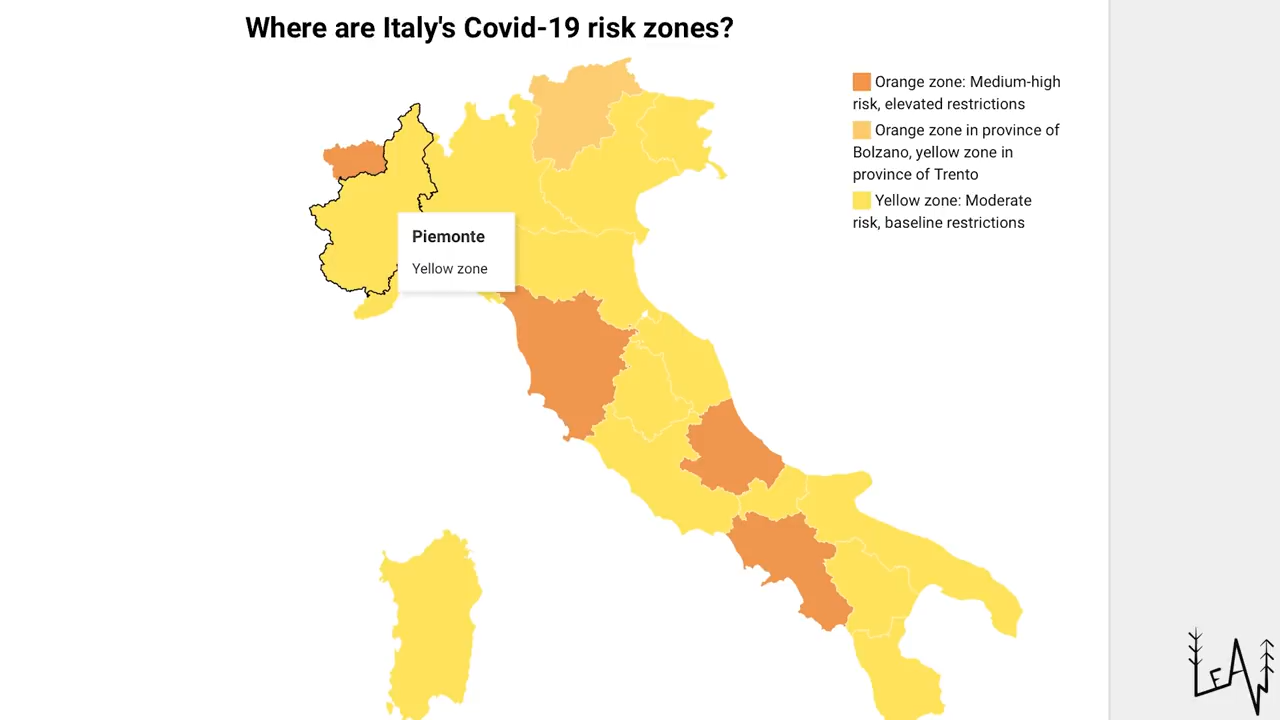 Where are Italy's Covid-19 risk zones?
Orange zone: Medium-high
risk, elevated restrictions
Orange zone in province of
Bolzano, yellow zone in
province of Trento
Yellow zone: Moderate
risk, baseline restrictions
Piemonte
Yellow zone
LEAN